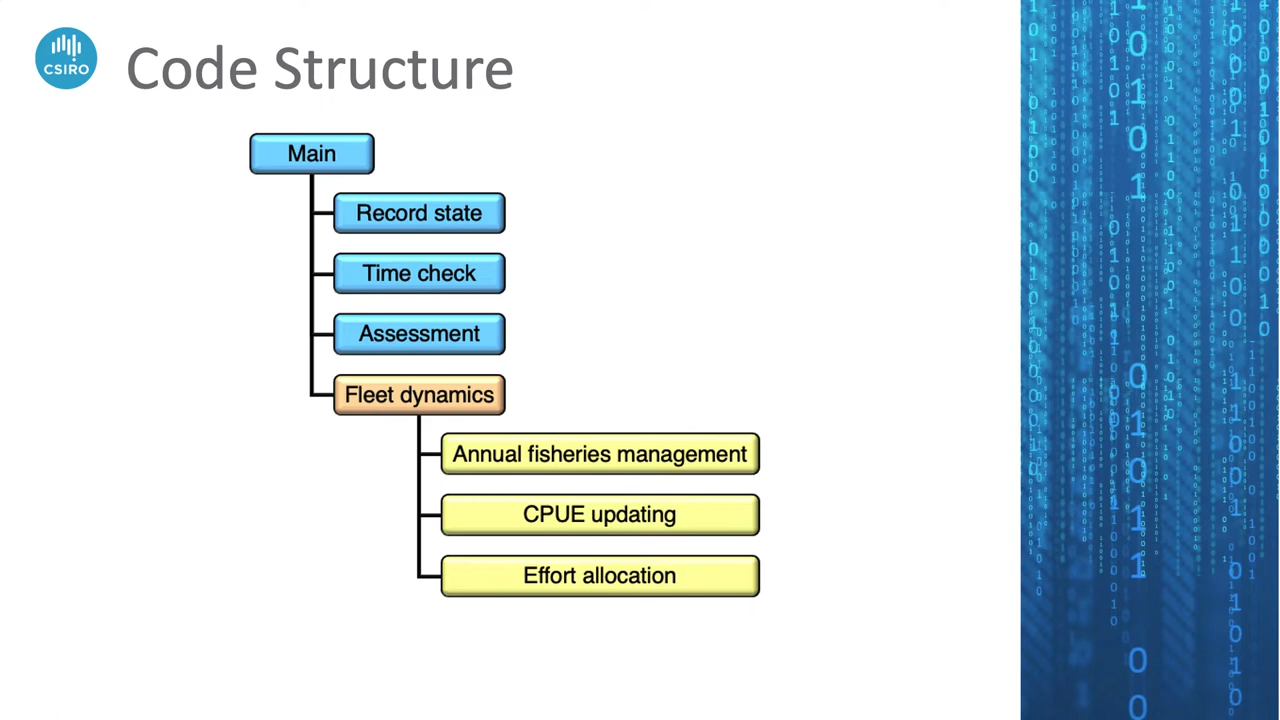 CSIRO
Code Structure
Main
Record state
Time check
Assessment
Fleet dynamics
Annual fisheries management
CPUE updating
Effort allocation